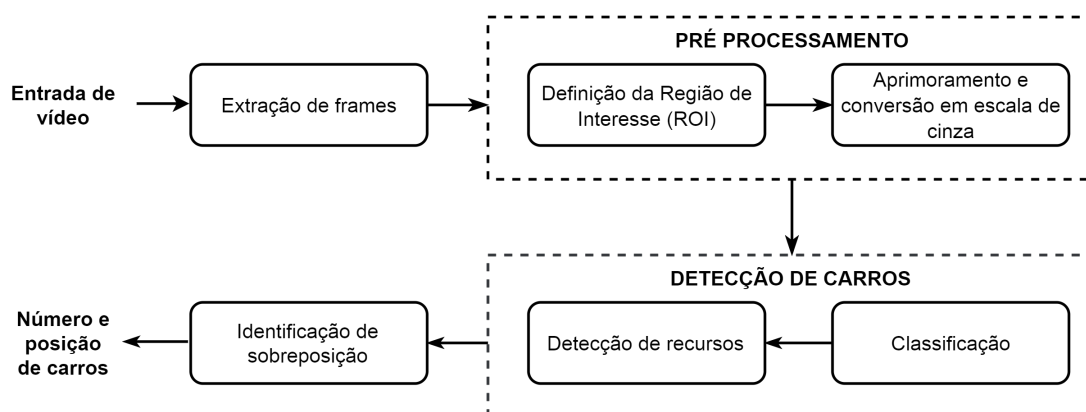 PRÉ PROCESSAMENTO
Entrada de
vídeo
Extração de frames
Definição da Região de
Interesse (ROI)
Aprimoramento e
conversão em escala de
cinza
DETECÇÃO DE CARROS
Número e
posição
de carros
Identificação de
sobreposição
Detecção de recursos
Classificação